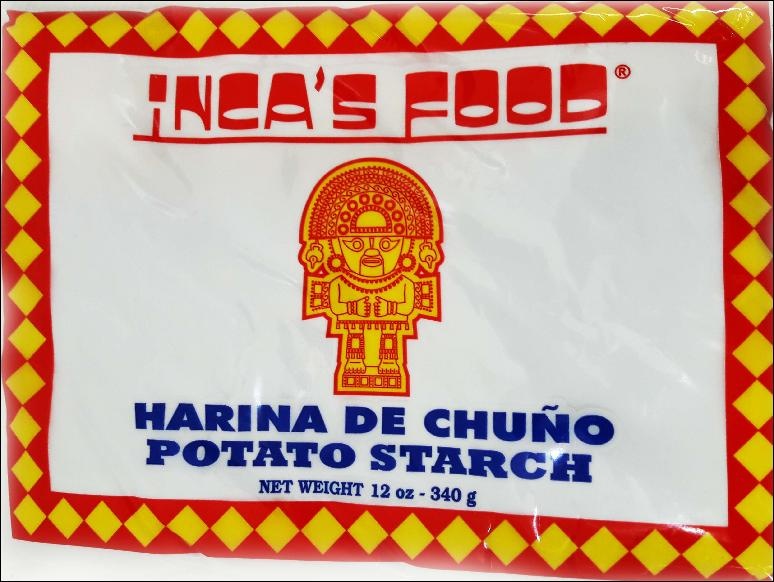 INCA'S FOOD®
HARINA DE CHUÑO
POTATO STARCH
NET WEIGHT 12 oz - 340 g